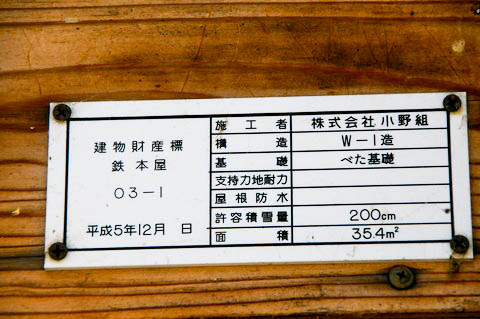 建物財産標
鉄本屋
03-1
平成5年12月 日
施工者 株式会社小野組
構造 W-1造
基礎 べた基礎
支持力地耐力
屋根防水
許容積雪量 200cm
面積 35.4m²